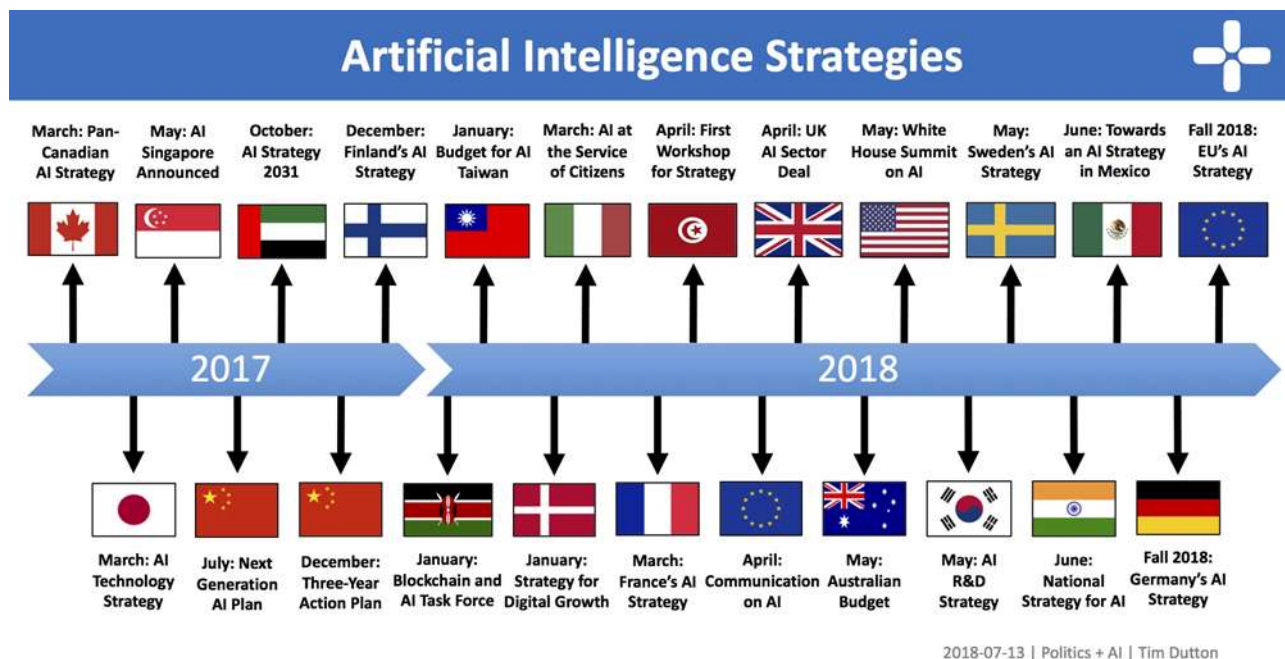 Artificial Intelligence Strategies
March: Pan-
Canadian
AI Strategy
May: AI
Singapore
Announced
October:
AI Strategy
2031
December:
Finland's AI
Strategy
January:
Budget for AI
Taiwan
March: AI at
the Service
of Citizens
April: First
Workshop
for Strategy
April: UK
AI Sector
Deal
May: White
House Summit
on AI
May:
Sweden's AI
Strategy
June: Towards
an AI Strategy
in Mexico
Fall 2018:
EU's AI
Strategy
2017
2018
March: AI
Technology
Strategy
July: Next
Generation
AI Plan
December:
Three-Year
Action Plan
January:
Blockchain and
AI Task Force
January:
Strategy for
Digital Growth
March:
France's AI
Strategy
April:
Communication
on AI
May:
Australian
Budget
May: AI
R&D
Strategy
June:
National
Strategy for AI
Fall 2018:
Germany's AI
Strategy
2018-07-13 | Politics + AI | Tim Dutton